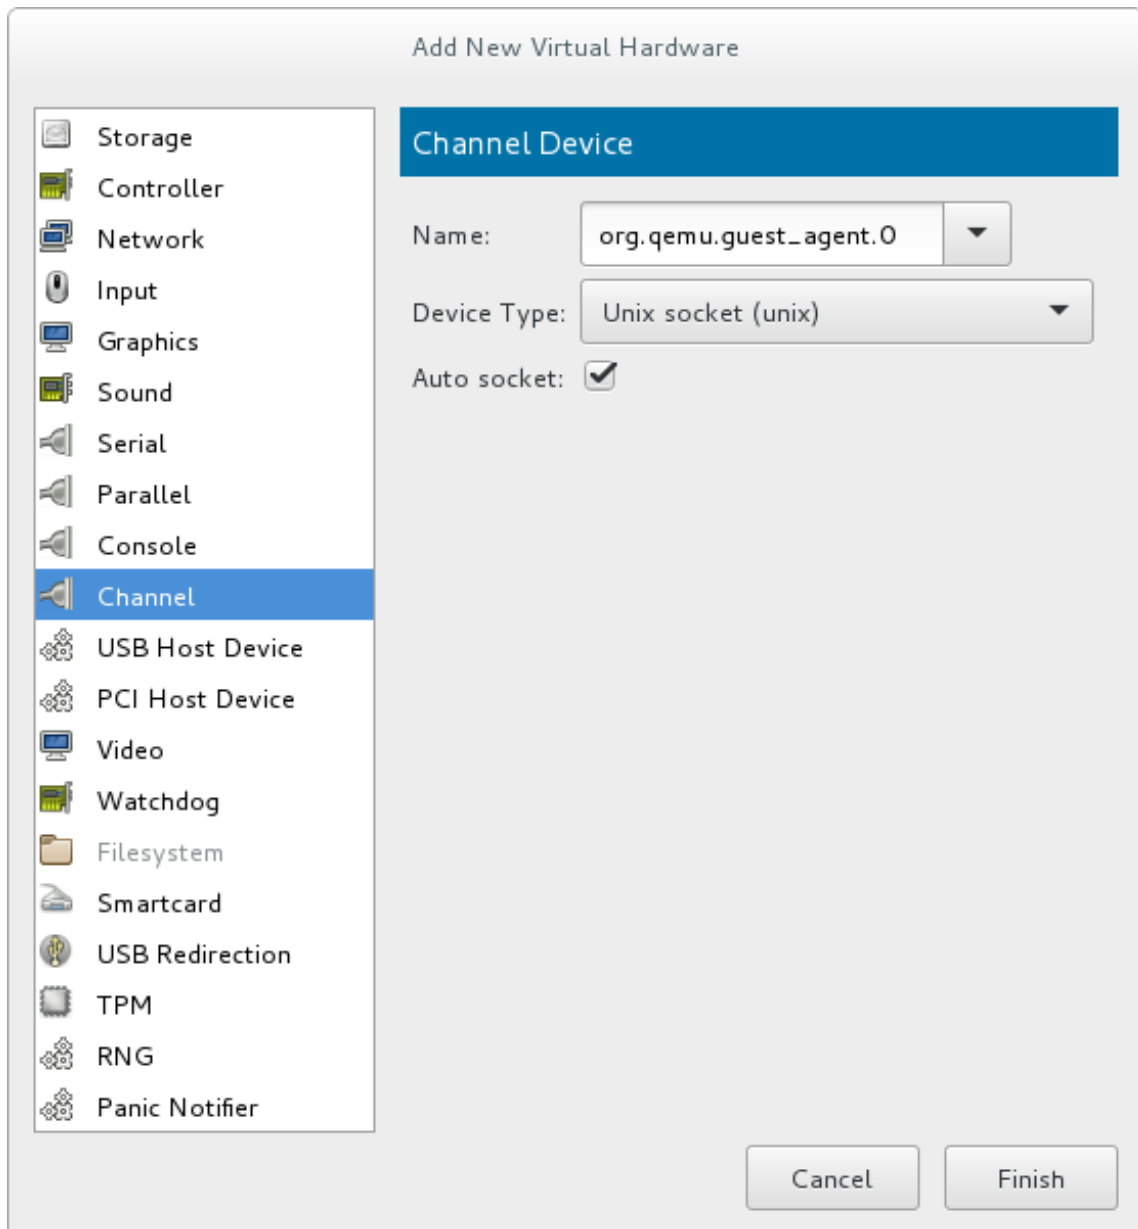 Add New Virtual Hardware
Storage
Controller
Network
Input
Graphics
Sound
Serial
Parallel
Console
Channel
USB Host Device
PCI Host Device
Video
Watchdog
Filesystem
Smartcard
USB Redirection
TPM
RNG
Panic Notifier
Channel Device
Name: org.qemu.guest_agent.0
Device Type: Unix socket (unix)
Auto socket:
Cancel Finish